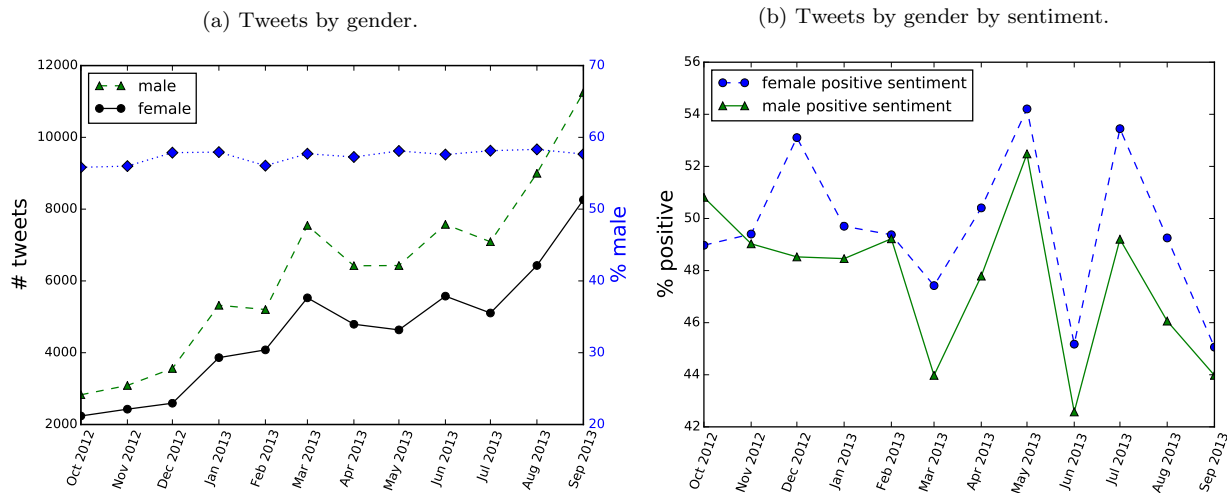 (a) Tweets by gender.
12000
10000
8000
6000
4000
2000
# tweets
male
female
70
60
50
40
30
20
% male
Oct 2012
Nov 2012
Dec 2012
Jan 2013
Feb 2013
Mar 2013
Apr 2013
May 2013
Jun 2013
Jul 2013
Aug 2013
Sep 2013
(b) Tweets by gender by sentiment.
56
54
52
50
48
46
44
42
% positive
female positive sentiment
male positive sentiment
Oct 2012
Nov 2012
Dec 2012
Jan 2013
Feb 2013
Mar 2013
Apr 2013
May 2013
Jun 2013
Jul 2013
Aug 2013
Sep 2013